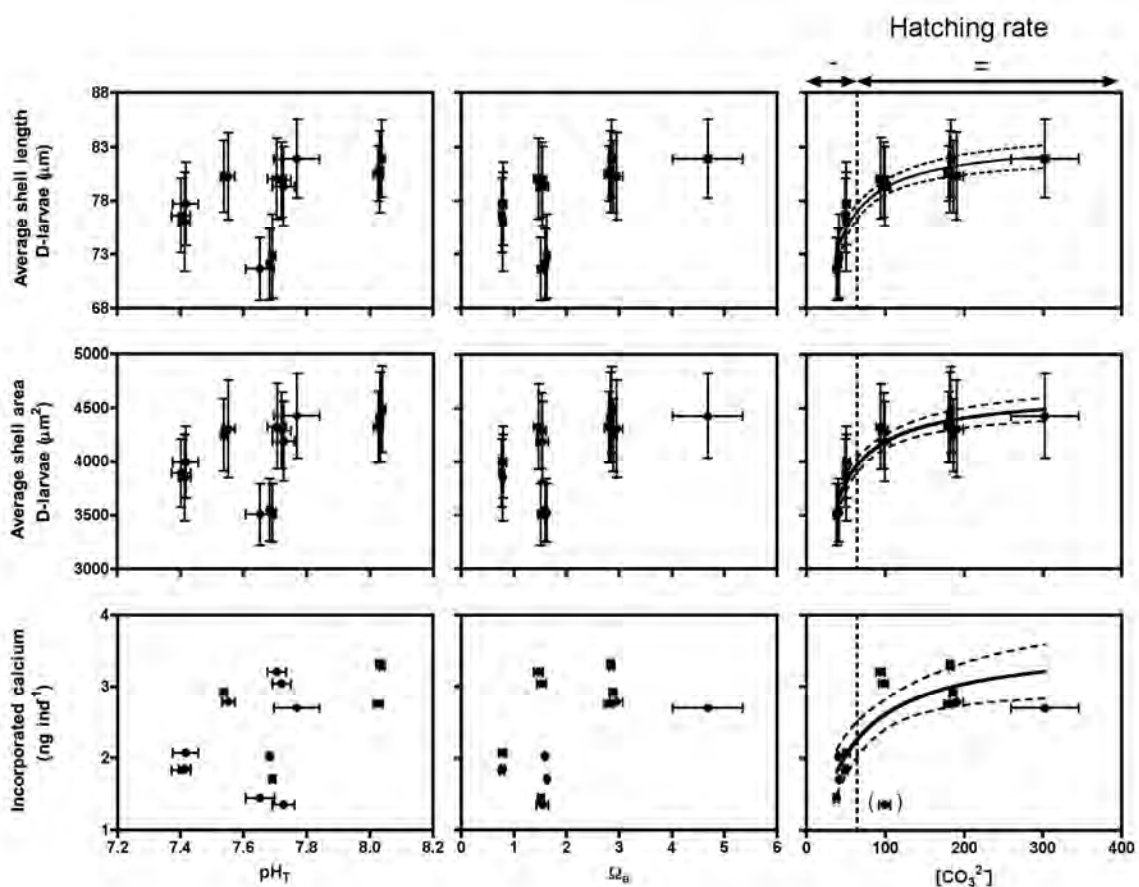 Hatching rate
- =
Average shell length
D-larvae (μm)
88
83
78
73
68
Average shell area
D-larvae (μm²)
5000
4500
4000
3500
3000
Incorporated calcium
(ng ind⁻¹)
4
3
2
1
( )
7.2 7.4 7.6 7.8 8.0 8.2
0 1 2 3 4 5 6
0 100 200 300 400
pH_T
Ω_a
[CO₃²⁻]